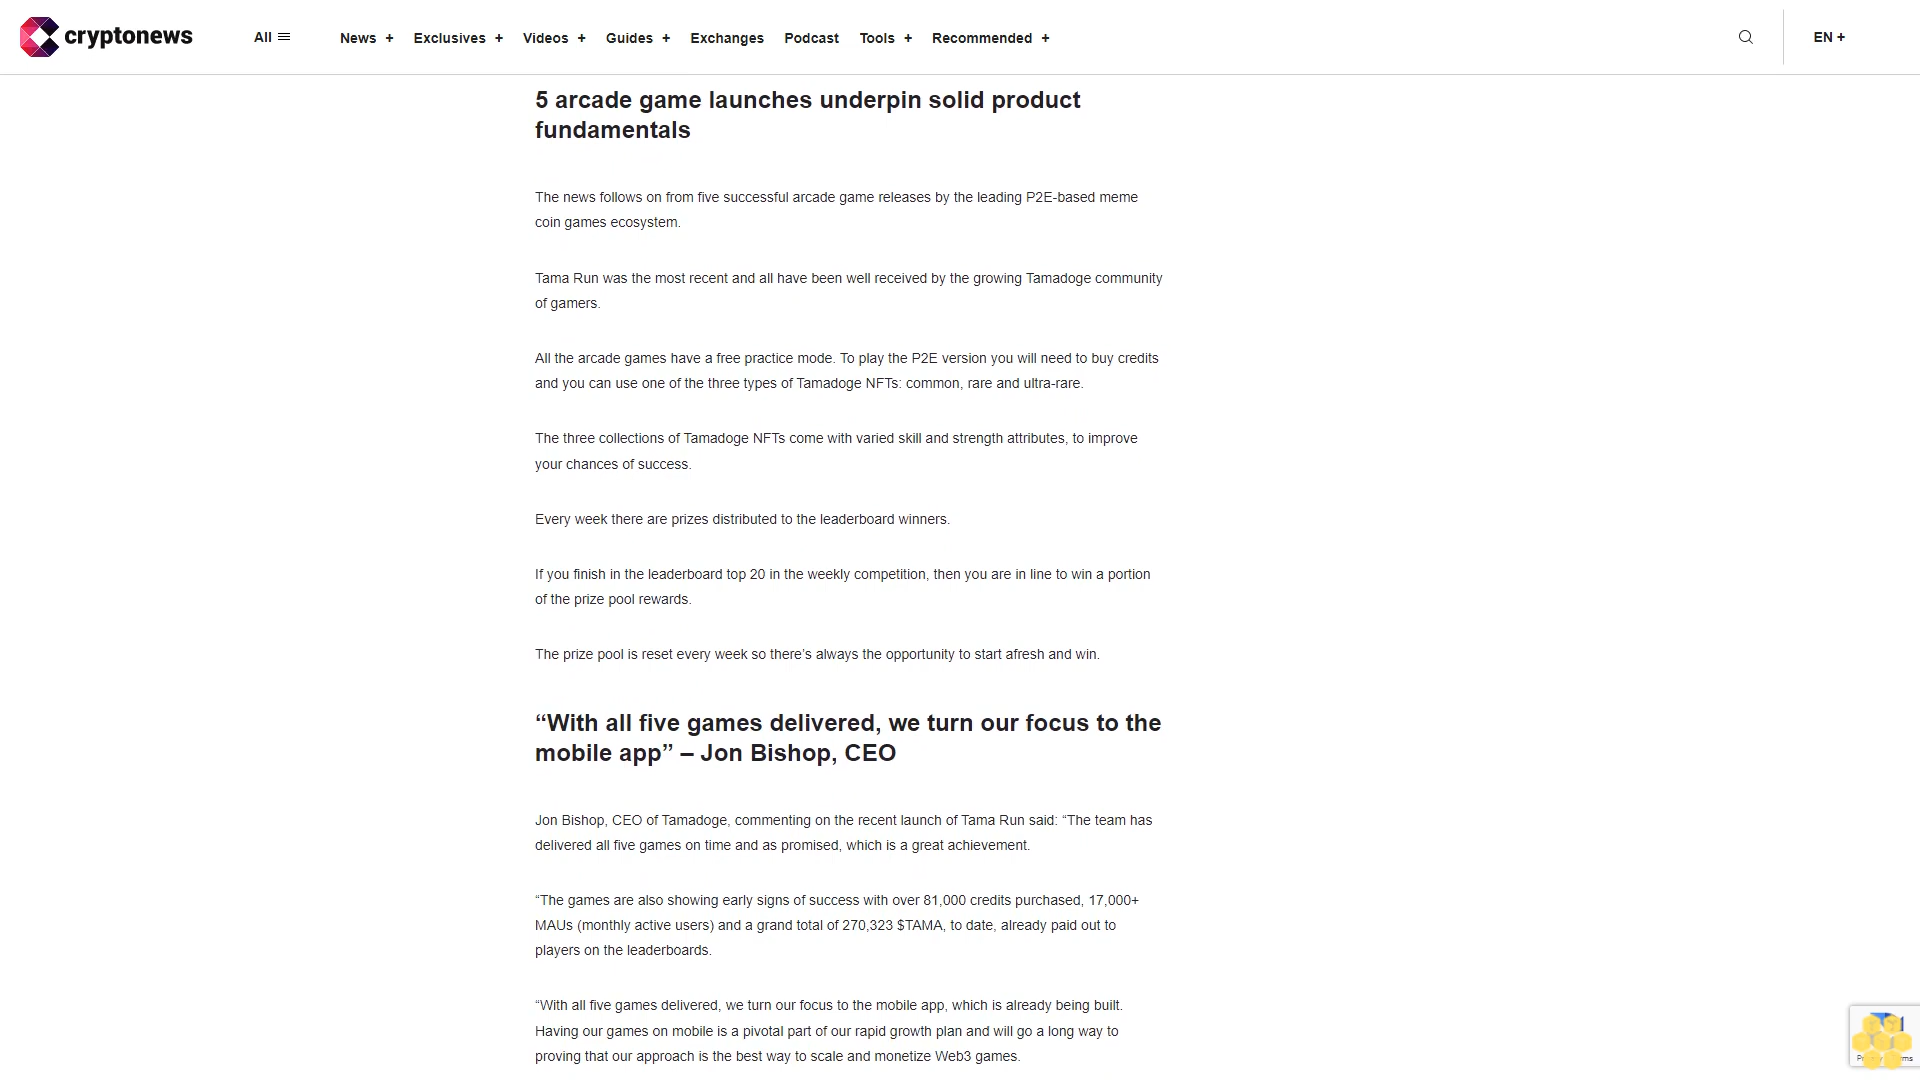 cryptonews
All
News +
Exclusives +
Videos +
Guides +
Exchanges
Podcast
Tools +
Recommended +
EN +
5 arcade game launches underpin solid product
fundamentals
The news follows on from five successful arcade game releases by the leading P2E-based meme
coin games ecosystem.
Tama Run was the most recent and all have been well received by the growing Tamadoge community
of gamers.
All the arcade games have a free practice mode. To play the P2E version you will need to buy credits
and you can use one of the three types of Tamadoge NFTs: common, rare and ultra-rare.
The three collections of Tamadoge NFTs come with varied skill and strength attributes, to improve
your chances of success.
Every week there are prizes distributed to the leaderboard winners.
If you finish in the leaderboard top 20 in the weekly competition, then you are in line to win a portion
of the prize pool rewards.
The prize pool is reset every week so there’s always the opportunity to start afresh and win.
“With all five games delivered, we turn our focus to the
mobile app” – Jon Bishop, CEO
Jon Bishop, CEO of Tamadoge, commenting on the recent launch of Tama Run said: “The team has
delivered all five games on time and as promised, which is a great achievement.
“The games are also showing early signs of success with over 81,000 credits purchased, 17,000+
MAUs (monthly active users) and a grand total of 270,323 $TAMA, to date, already paid out to
players on the leaderboards.
“With all five games delivered, we turn our focus to the mobile app, which is already being built.
Having our games on mobile is a pivotal part of our rapid growth plan and will go a long way to
proving that our approach is the best way to scale and monetize Web3 games.